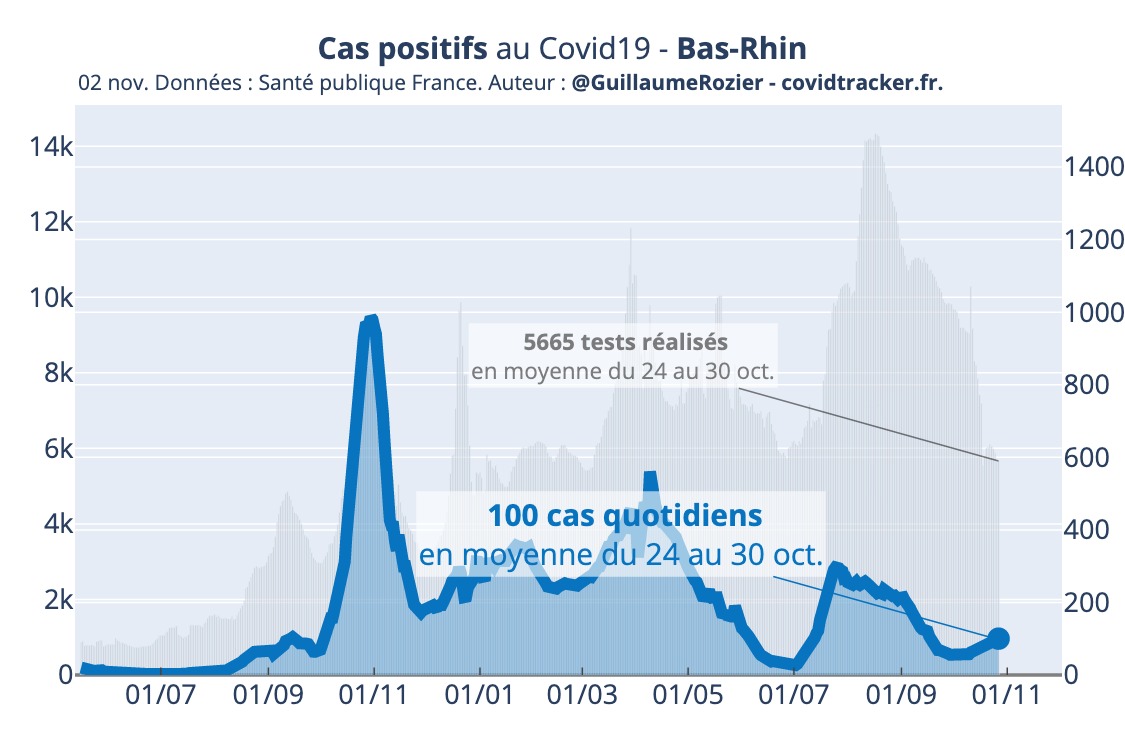 Cas positifs au Covid19 - Bas-Rhin
02 nov. Données : Santé publique France. Auteur : @GuillaumeRozier - covidtracker.fr.
14k
12k
10k
8k
6k
4k
2k
0
1400
1200
1000
800
600
400
200
0
5665 tests réalisés
en moyenne du 24 au 30 oct.
100 cas quotidiens
en moyenne du 24 au 30 oct.
01/07 01/09 01/11 01/01 01/03 01/05 01/07 01/09 01/11